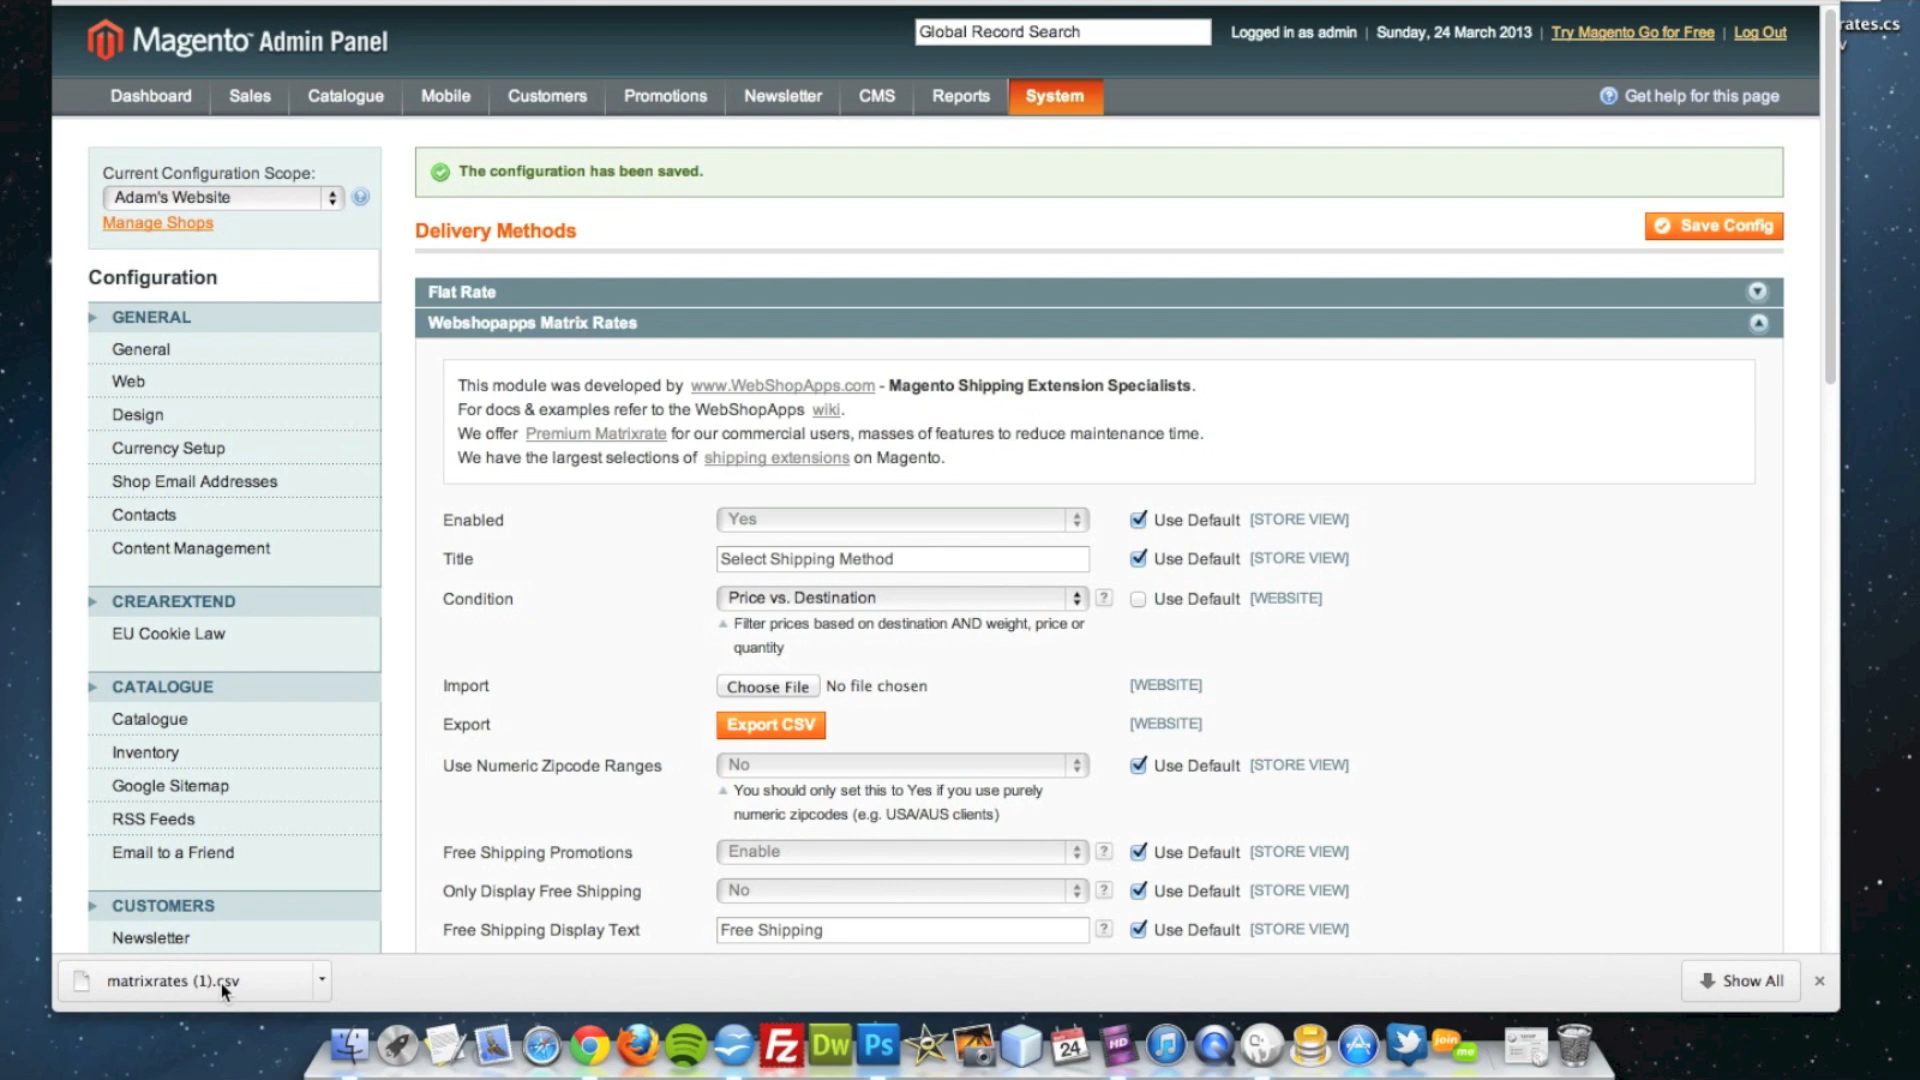 Magento Admin Panel
Global Record Search
Logged in as admin | Sunday, 24 March 2013 | Try Magento Go for Free | Log Out
rates.cs
v
Dashboard Sales Catalogue Mobile Customers Promotions Newsletter CMS Reports System
Get help for this page
Current Configuration Scope:
Adam's Website
Manage Shops
The configuration has been saved.
Delivery Methods
Save Config
Configuration
GENERAL
General
Web
Design
Currency Setup
Shop Email Addresses
Contacts
Content Management
CREAREXTEND
EU Cookie Law
CATALOGUE
Catalogue
Inventory
Google Sitemap
RSS Feeds
Email to a Friend
CUSTOMERS
Newsletter
Flat Rate
Webshopapps Matrix Rates
This module was developed by www.WebShopApps.com - Magento Shipping Extension Specialists.
For docs & examples refer to the WebShopApps wiki.
We offer Premium Matrixrate for our commercial users, masses of features to reduce maintenance time.
We have the largest selections of shipping extensions on Magento.
Enabled Yes Use Default [STORE VIEW]
Title Select Shipping Method Use Default [STORE VIEW]
Condition Price vs. Destination ? Use Default [WEBSITE]
Filter prices based on destination AND weight, price or
quantity
Import Choose File No file chosen [WEBSITE]
Export Export CSV [WEBSITE]
Use Numeric Zipcode Ranges No Use Default [STORE VIEW]
You should only set this to Yes if you use purely
numeric zipcodes (e.g. USA/AUS clients)
Free Shipping Promotions Enable ? Use Default [STORE VIEW]
Only Display Free Shipping No ? Use Default [STORE VIEW]
Free Shipping Display Text Free Shipping ? Use Default [STORE VIEW]
matrixrates (1).csv
Show All
Fz Dw Ps 24 HD join me